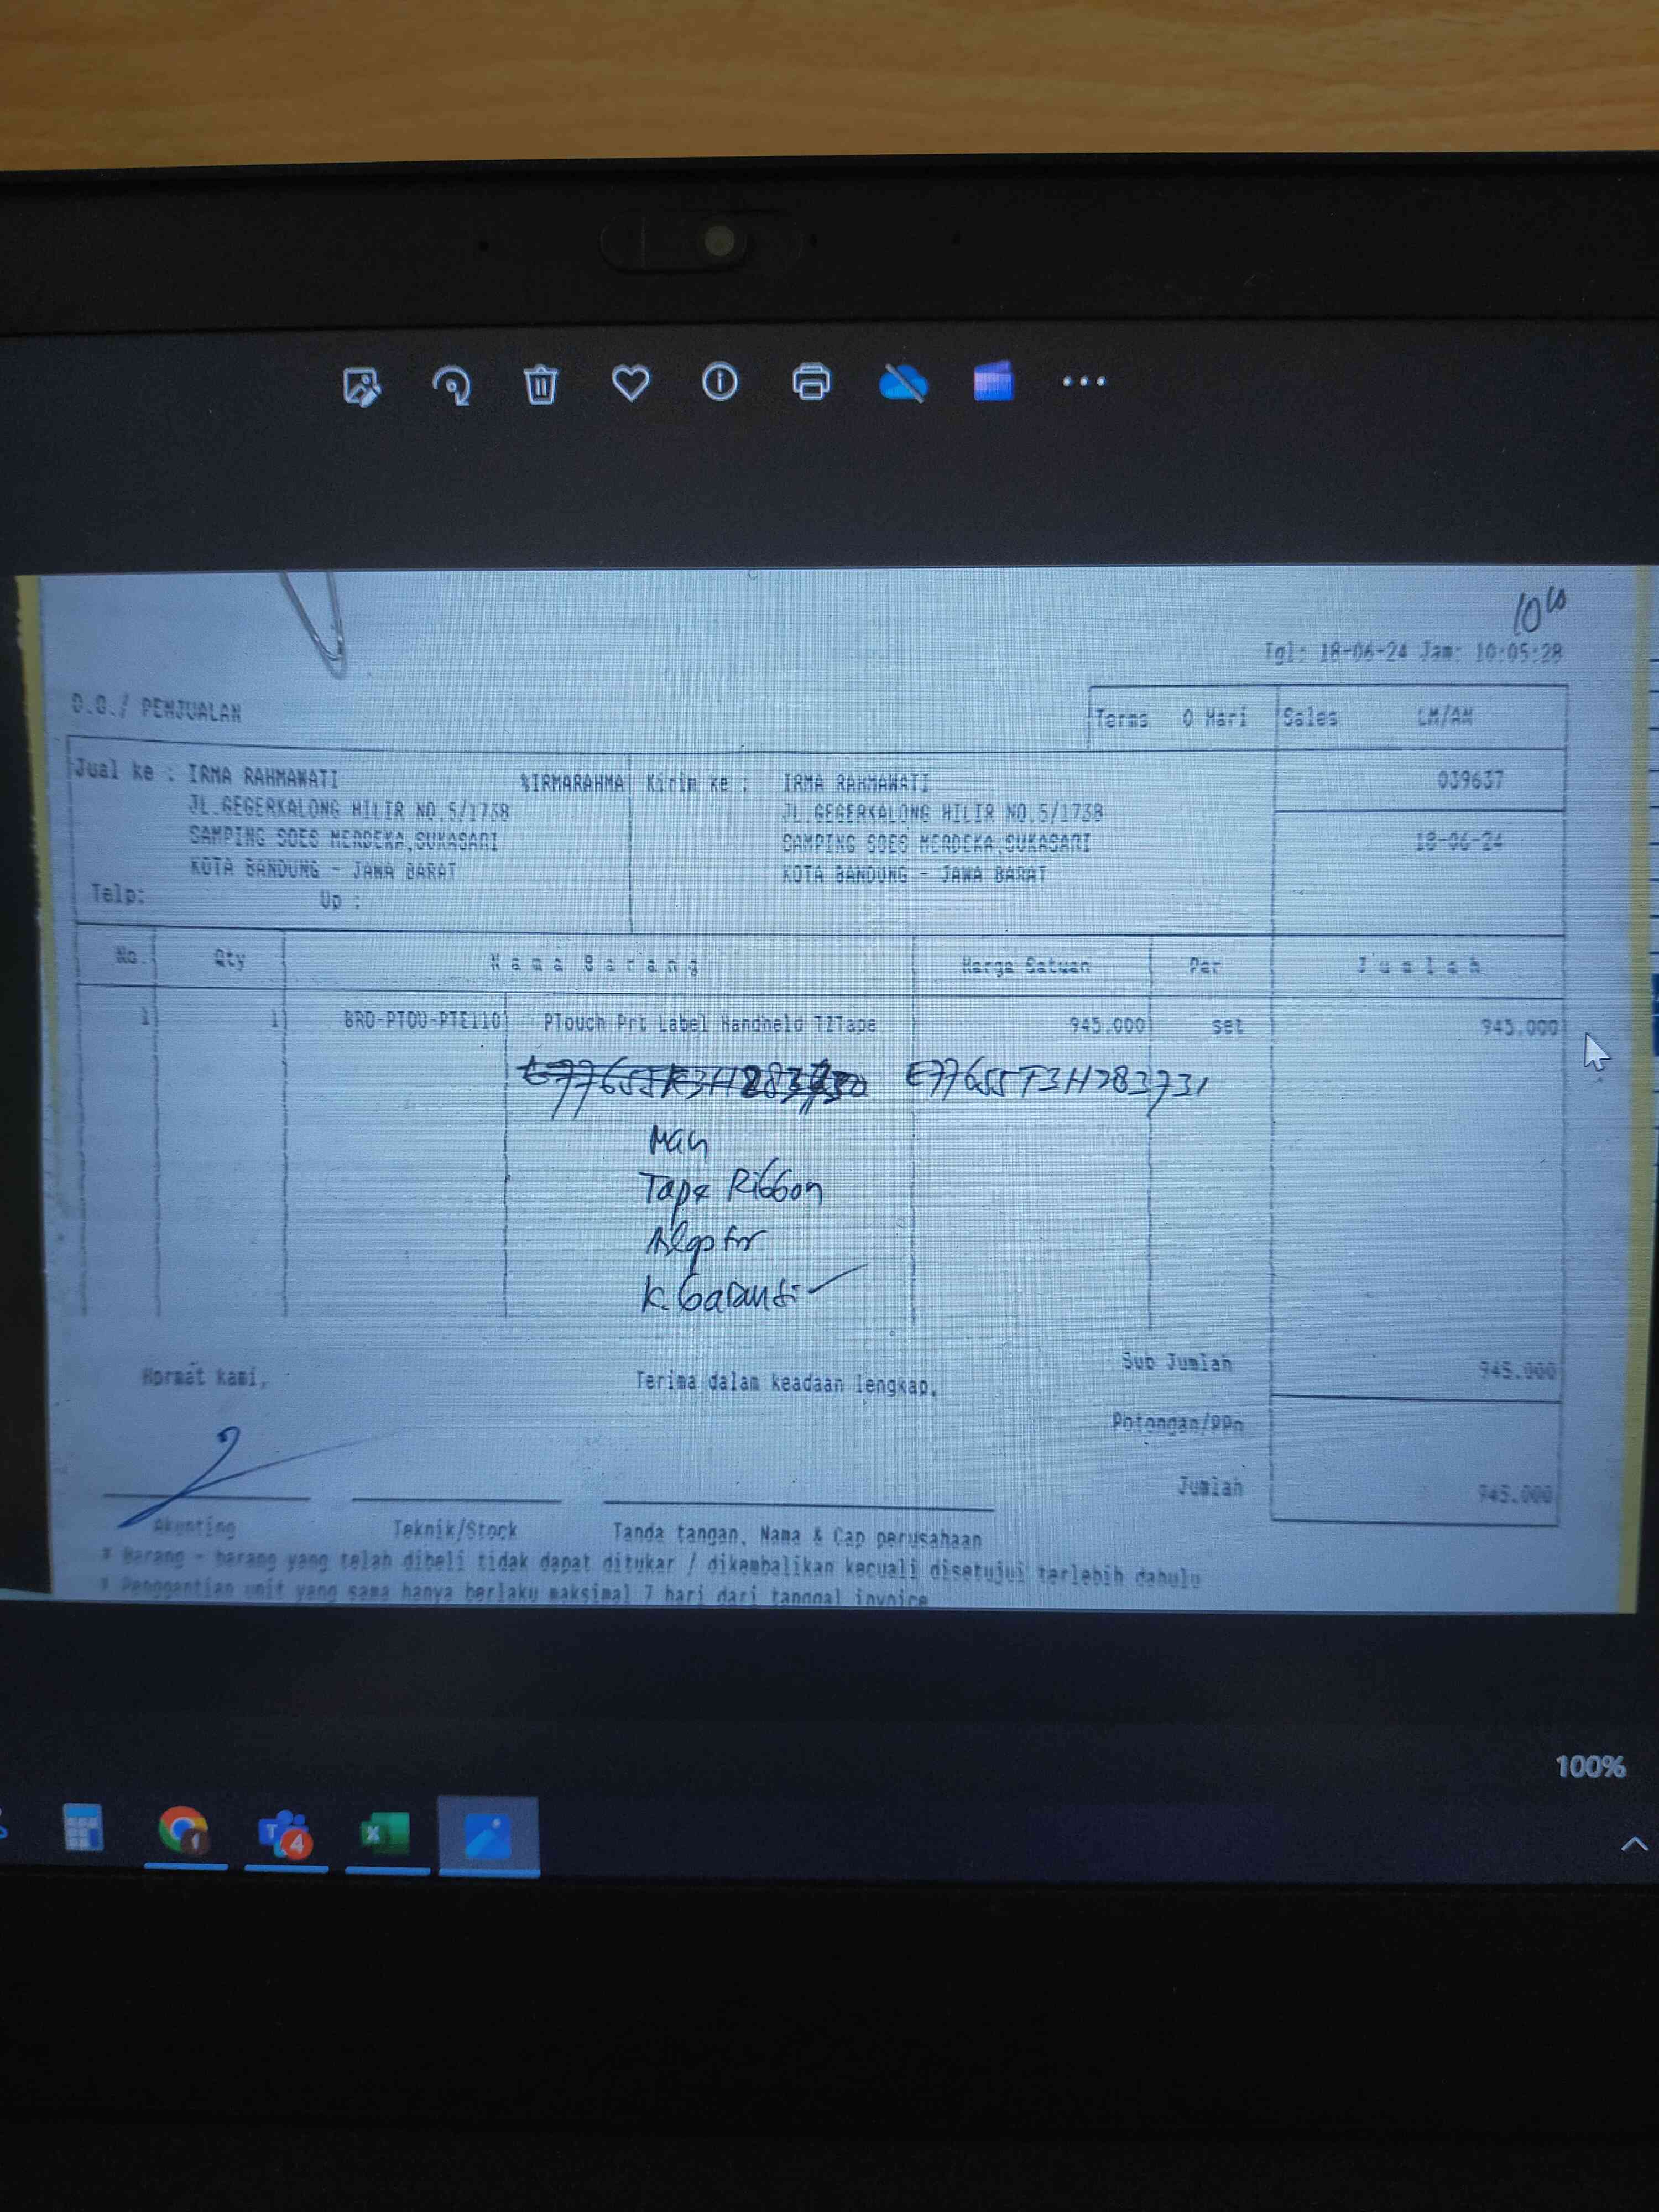 10⁰⁰
Tgl: 18-06-24 Jam: 10:05:28
D.O./ PENJUALAN
Terms 0 Hari Sales LM/AM
Jual ke : IRMA RAHMAWATI %IRMARAHMA Kirim ke : IRMA RAHMAWATI 039637
JL.GEGERKALONG HILIR NO.5/1738 JL.GEGERKALONG HILIR NO.5/1738
SAMPING SOES MERDEKA,SUKASARI SAMPING SOES MERDEKA,SUKASARI 18-06-24
KOTA BANDUNG - JAWA BARAT KOTA BANDUNG - JAWA BARAT
Telp: Up :
No. Qty Nama Barang Harga Satuan Per Jumlah
1 1 BRD-PTOU-PTE110 PTouch Prt Label Handheld TZTape 945.000 set 945.000
E77655T3H283731
Tape Ribbon
K. Garansi
Sub Jumlah 945.000
Hormat kami, Terima dalam keadaan lengkap,
Potongan/PPn
Jumlah 945.000
Akunting Teknik/Stock Tanda tangan, Nama & Cap perusahaan
* Barang - barang yang telah dibeli tidak dapat ditukar / dikembalikan kecuali disetujui terlebih dahulu
* Penggantian unit yang sama hanya berlaku maksimal 7 hari dari tanggal invoice
100%
4